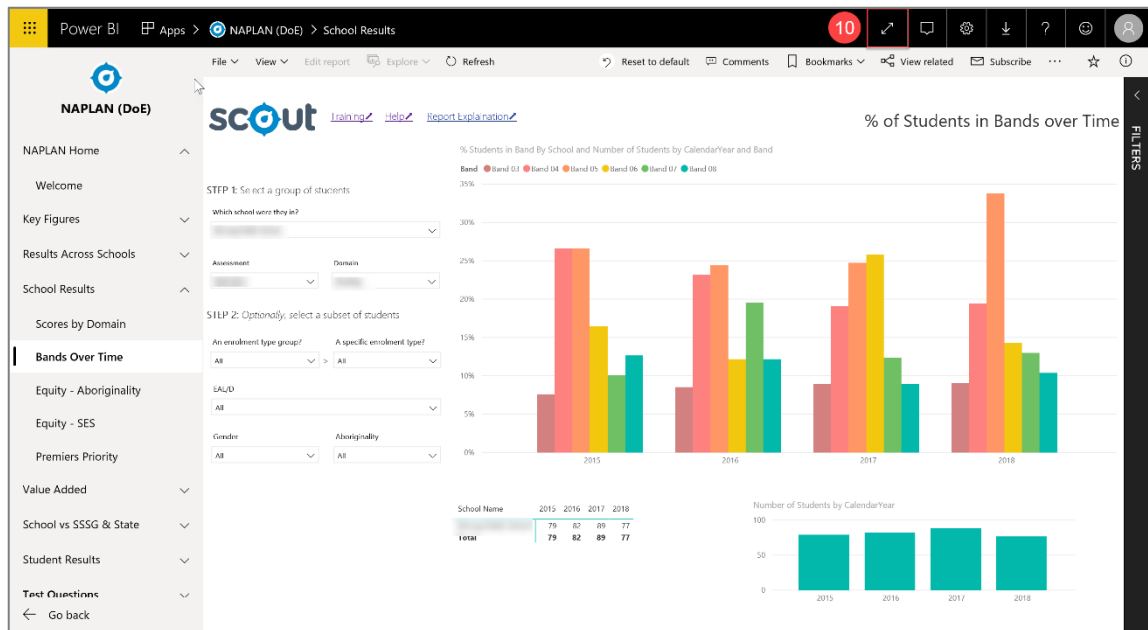 Power BI Apps > NAPLAN (DoE) > School Results 10 ?
File View Edit report Explore Refresh Reset to default Comments Bookmarks View related Subscribe ...
NAPLAN (DoE)
NAPLAN Home
Welcome
Key Figures
Results Across Schools
School Results
Scores by Domain
Bands Over Time
Equity - Aboriginality
Equity - SES
Premiers Priority
Value Added
School vs SSSG & State
Student Results
Test Questions
Go back
scout Training Help Report Explaination
% of Students in Bands over Time
FILTERS
STEP 1: Select a group of students
Which school were they in?
Assessment Domain
STEP 2: Optionally, select a subset of students
An enrolment type group? A specific enrolment type?
All > All
EAL/D
All
Gender Aboriginality
All All
% Students in Band By School and Number of Students by CalendarYear and Band
Band Band 03 Band 04 Band 05 Band 06 Band 07 Band 08
35%
30%
25%
20%
15%
10%
5%
0%
2015 2016 2017 2018
School Name 2015 2016 2017 2018
79 82 89 77
Total 79 82 89 77
Number of Students by CalendarYear
100
50
0
2015 2016 2017 2018